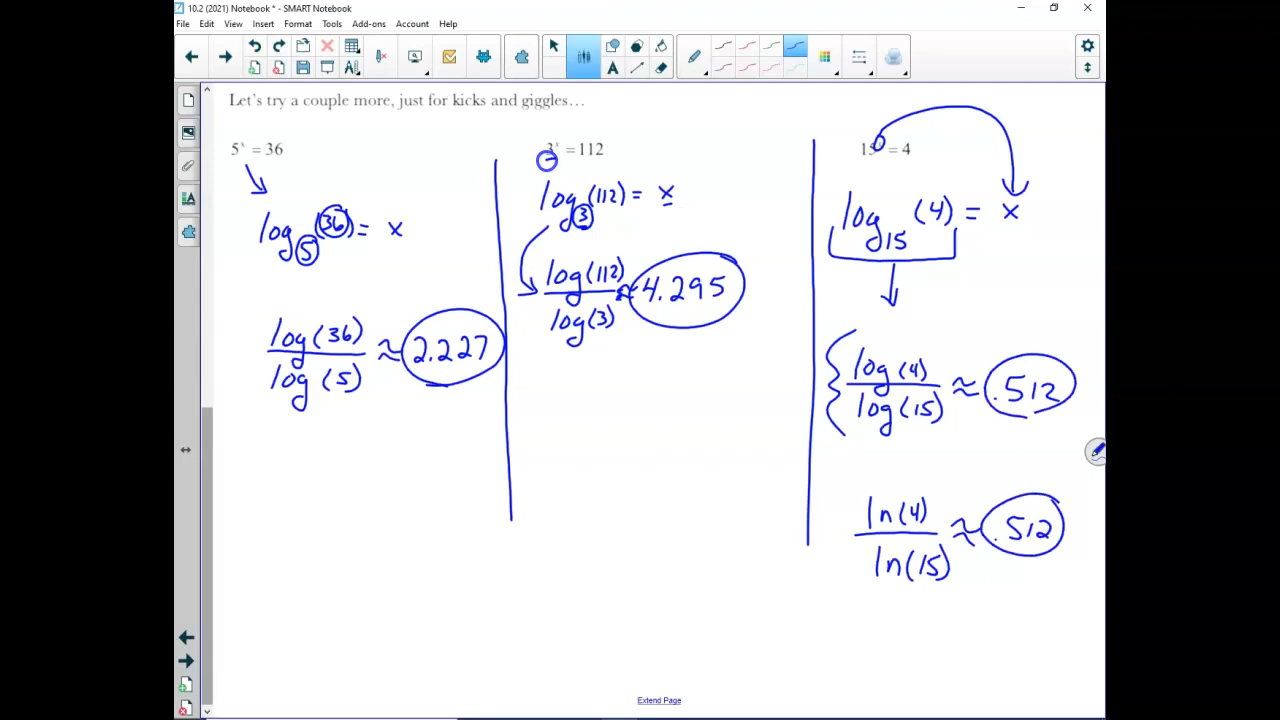 10.2 (2021) Notebook * - SMART Notebook
File Edit View Insert Format Tools Add-ons Account Help
Let's try a couple more, just for kicks and giggles…
5ˣ = 36
log₅(36) = x
log(36)/log(5) ≈ 2.227
3ˣ = 112
log₃(112) = x
log(112)/log(3) ≈ 4.295
15ˣ = 4
log₁₅(4) = x
log(4)/log(15) ≈ .512
ln(4)/ln(15) ≈ .512
Extend Page